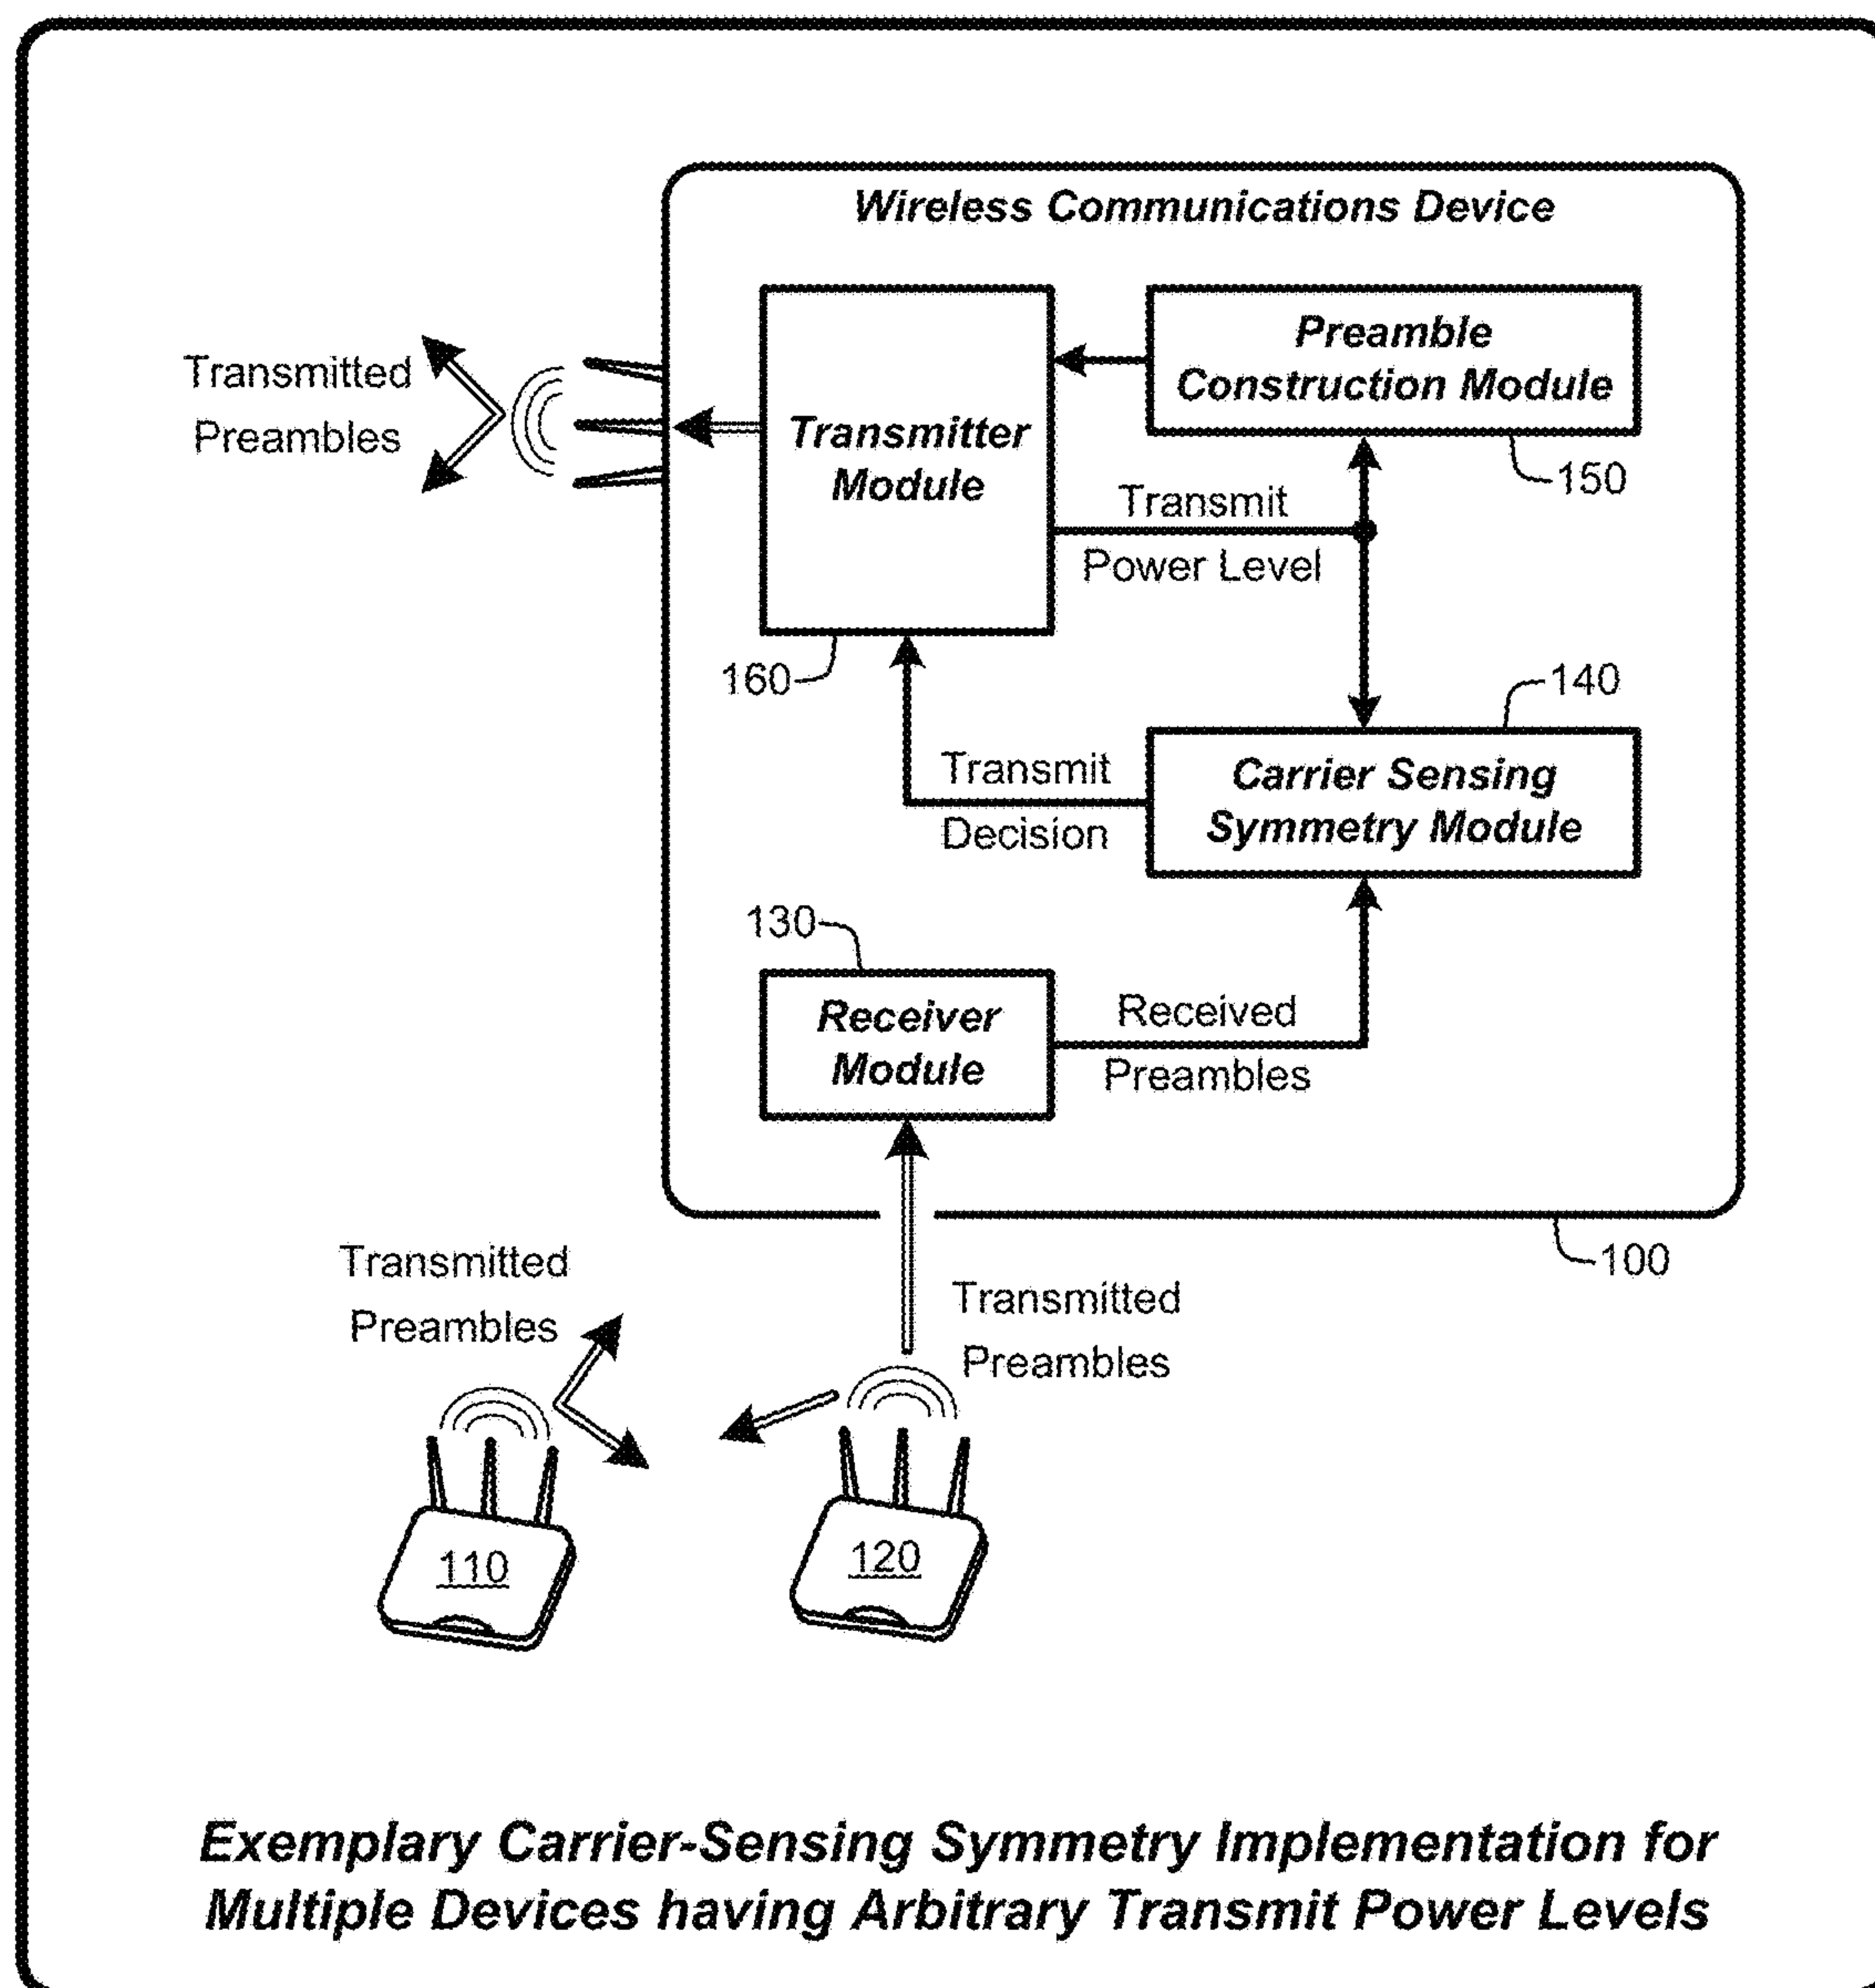 Wireless Communications Device
Transmitted
Preambles
Transmitter
Module
Preamble
Construction Module
150
Transmit
Power Level
160
140
Transmit
Decision
Carrier Sensing
Symmetry Module
130
Receiver
Module
Received
Preambles
100
Transmitted
Preambles
Transmitted
Preambles
110
120
Exemplary Carrier-Sensing Symmetry Implementation for
Multiple Devices having Arbitrary Transmit Power Levels